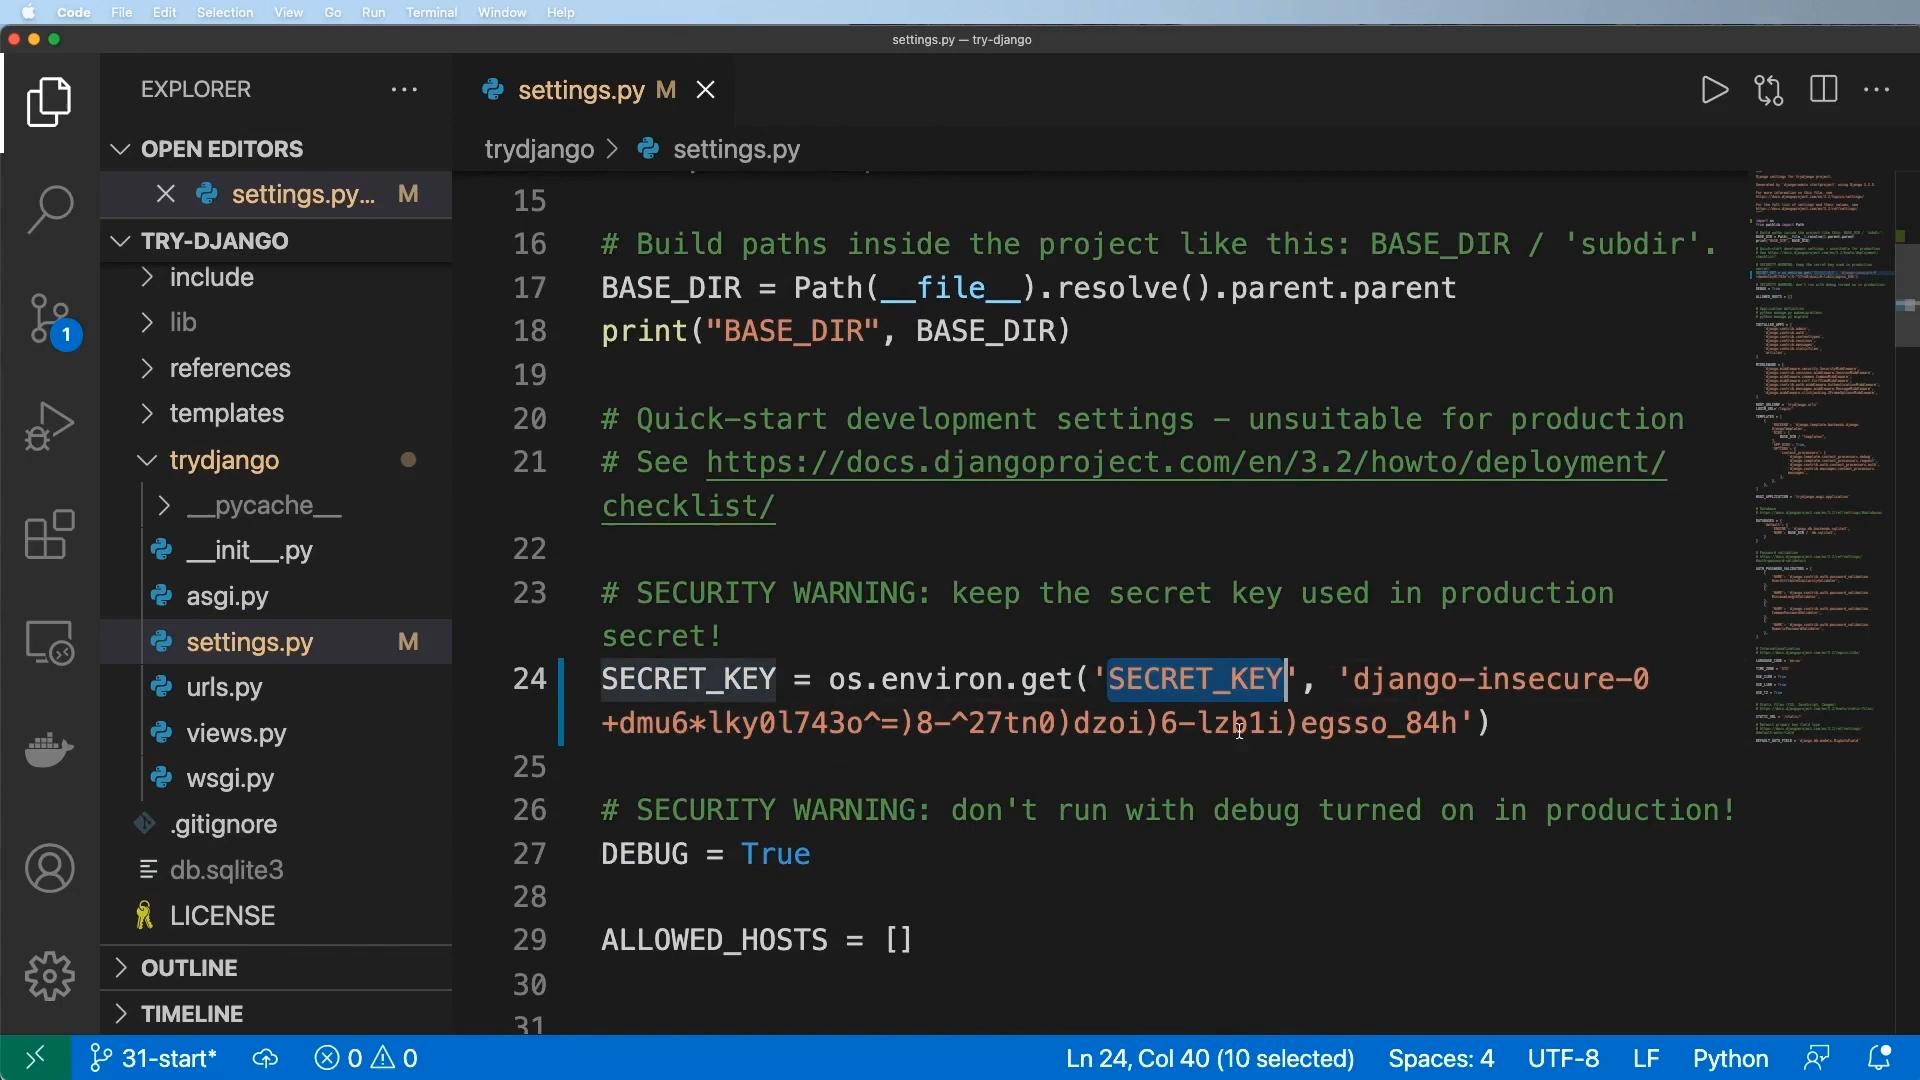 Code File Edit Selection View Go Run Terminal Window Help
settings.py — try-django
EXPLORER
settings.py M
OPEN EDITORS
trydjango > settings.py
settings.py... M
TRY-DJANGO
include
lib
references
templates
trydjango
__pycache__
__init__.py
asgi.py
settings.py M
urls.py
views.py
wsgi.py
.gitignore
db.sqlite3
LICENSE
OUTLINE
TIMELINE
1
15
16 # Build paths inside the project like this: BASE_DIR / 'subdir'.
17 BASE_DIR = Path(__file__).resolve().parent.parent
18 print("BASE_DIR", BASE_DIR)
19
20 # Quick-start development settings - unsuitable for production
21 # See https://docs.djangoproject.com/en/3.2/howto/deployment/
checklist/
22
23 # SECURITY WARNING: keep the secret key used in production
secret!
24 SECRET_KEY = os.environ.get('SECRET_KEY', 'django-insecure-0
+dmu6*lky0l743o^=)8-^27tn0)dzoi)6-lzb1i)egsso_84h')
25
26 # SECURITY WARNING: don't run with debug turned on in production!
27 DEBUG = True
28
29 ALLOWED_HOSTS = []
30
31
31-start* 0 0 Ln 24, Col 40 (10 selected) Spaces: 4 UTF-8 LF Python